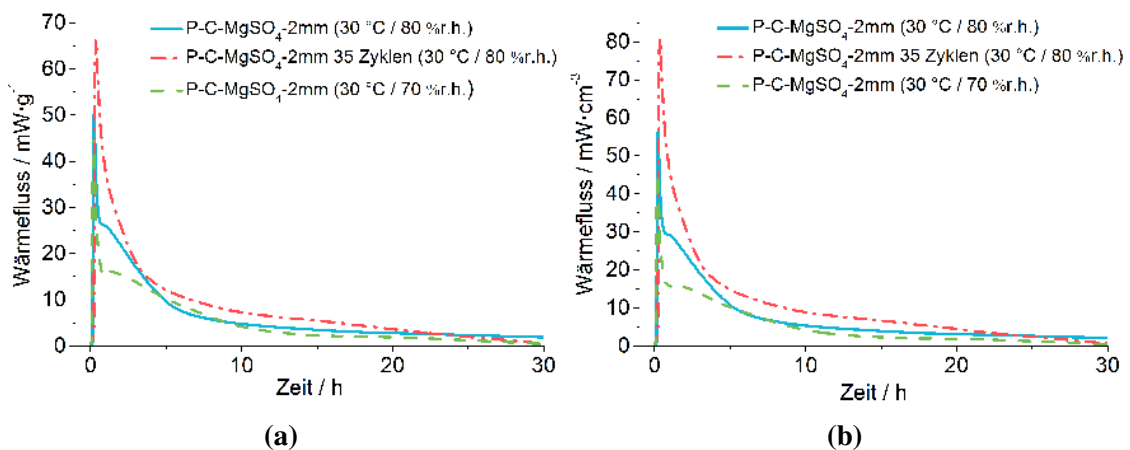 P-C-MgSO4-2mm (30 °C / 80 %r.h.)
P-C-MgSO4-2mm 35 Zyklen (30 °C / 80 %r.h.)
P-C-MgSO4-2mm (30 °C / 70 %r.h.)
Wärmefluss / mW·g-1
70
60
50
40
30
20
10
0
0 10 20 30
Zeit / h
(a)
P-C-MgSO4-2mm (30 °C / 80 %r.h.)
P-C-MgSO4-2mm 35 Zyklen (30 °C / 80 %r.h.)
P-C-MgSO4-2mm (30 °C / 70 %r.h.)
Wärmefluss / mW·cm-3
80
70
60
50
40
30
20
10
0
0 10 20 30
Zeit / h
(b)